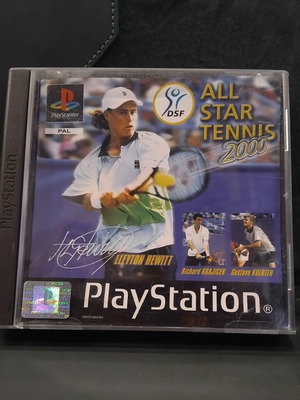 PlayStation
PlayStation
PAL
DSF
ALL
STAR
TENNIS
2000
LLEYTON HEWITT
Richard KRAJICEK
Gustavo KUERTEN
PlayStation®